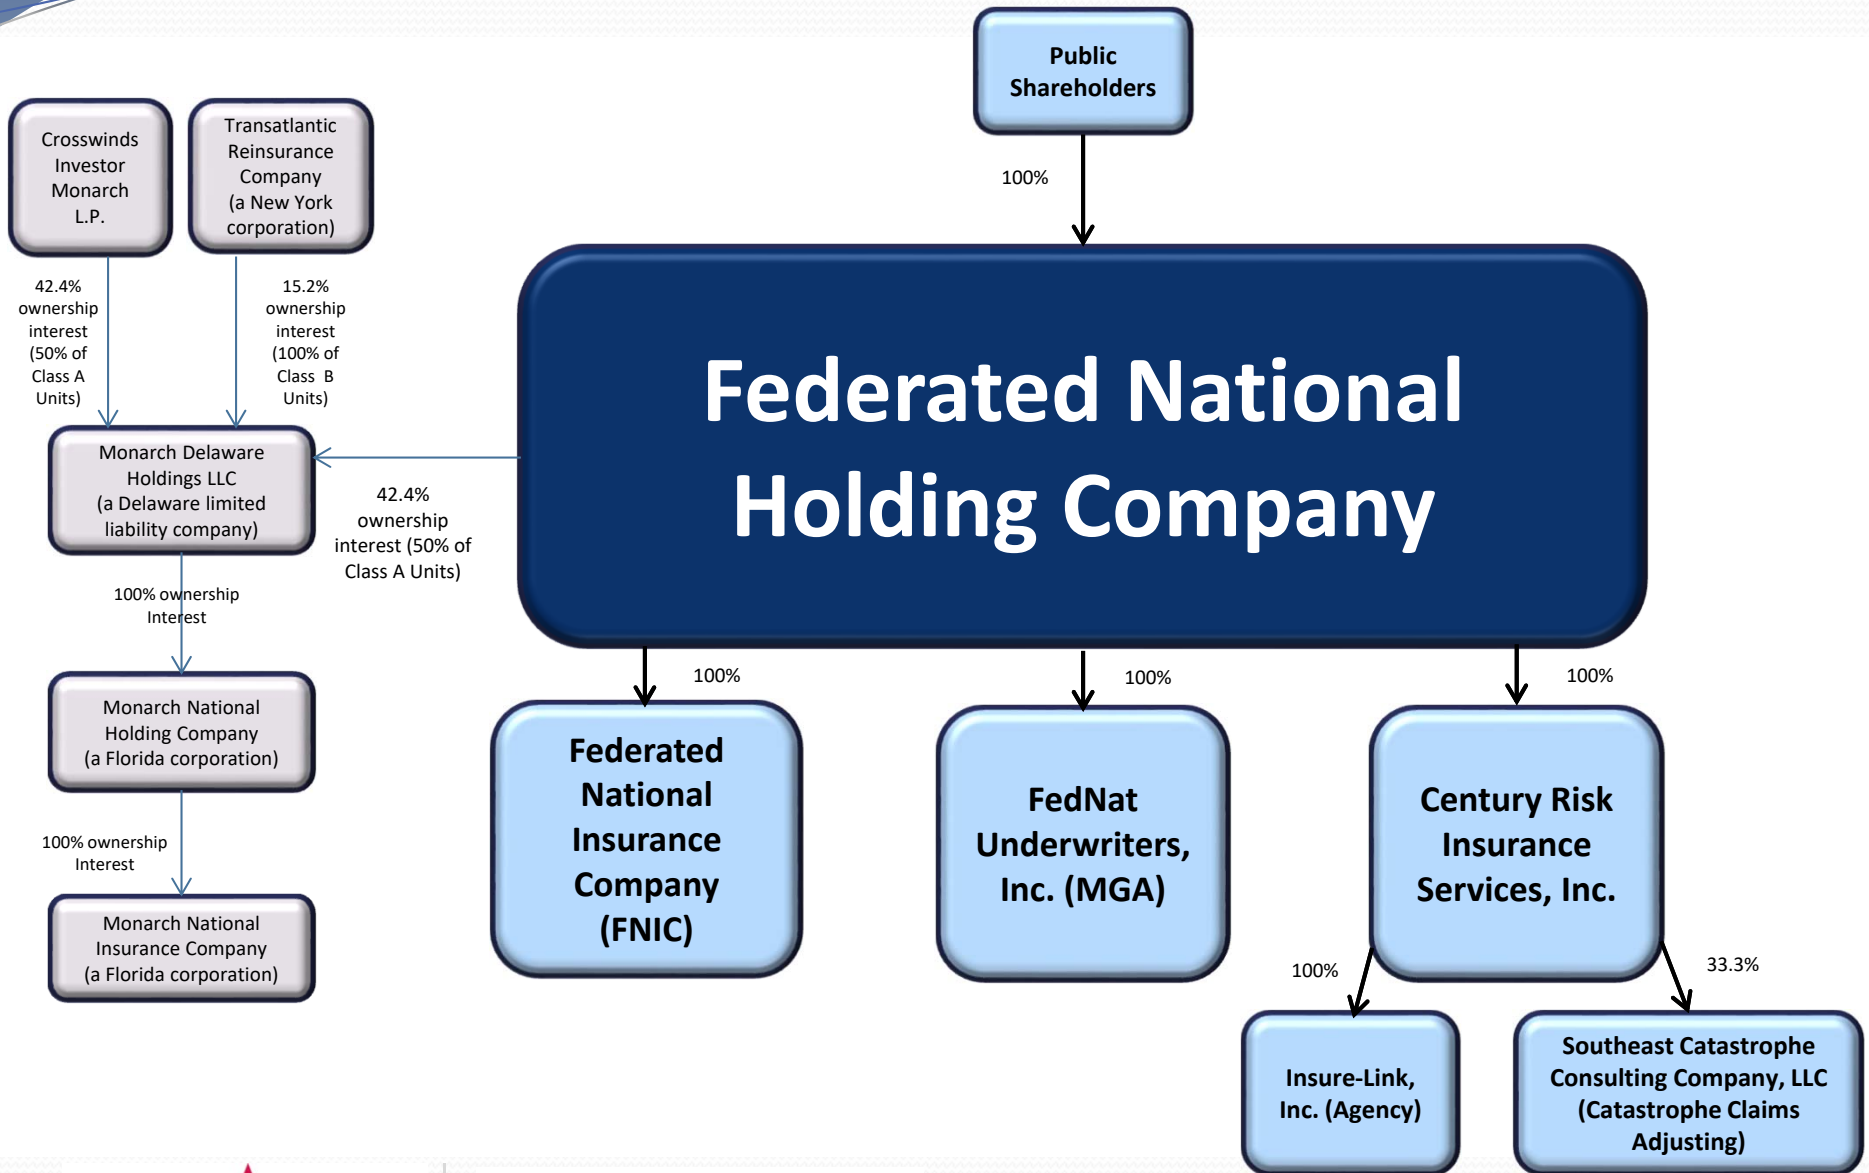 Public
Shareholders
100%
Crosswinds
Investor
Monarch
L.P.
Transatlantic
Reinsurance
Company
(a New York
corporation)
42.4%
ownership
interest
(50% of
Class A
Units)
15.2%
ownership
interest
(100% of
Class B
Units)
Federated National
Holding Company
Monarch Delaware
Holdings LLC
(a Delaware limited
liability company)
42.4%
ownership
interest (50% of
Class A Units)
100% ownership
Interest
Monarch National
Holding Company
(a Florida corporation)
100% ownership
Interest
Monarch National
Insurance Company
(a Florida corporation)
100%
100%
100%
Federated
National
Insurance
Company
(FNIC)
FedNat
Underwriters,
Inc. (MGA)
Century Risk
Insurance
Services, Inc.
100%
33.3%
Insure-Link,
Inc. (Agency)
Southeast Catastrophe
Consulting Company, LLC
(Catastrophe Claims
Adjusting)